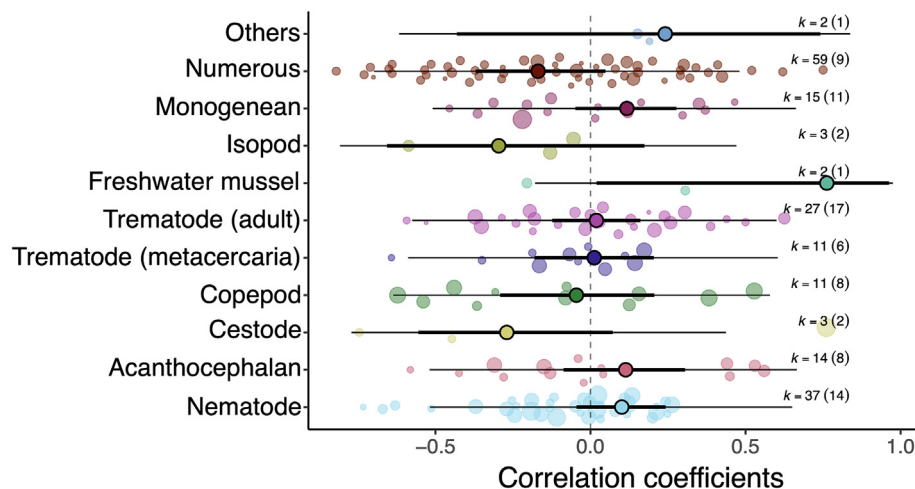 Others k = 2 (1)
Numerous k = 59 (9)
Monogenean k = 15 (11)
Isopod k = 3 (2)
Freshwater mussel k = 2 (1)
Trematode (adult) k = 27 (17)
Trematode (metacercaria) k = 11 (6)
Copepod k = 11 (8)
Cestode k = 3 (2)
Acanthocephalan k = 14 (8)
Nematode k = 37 (14)
−0.5 0.0 0.5 1.0
Correlation coefficients